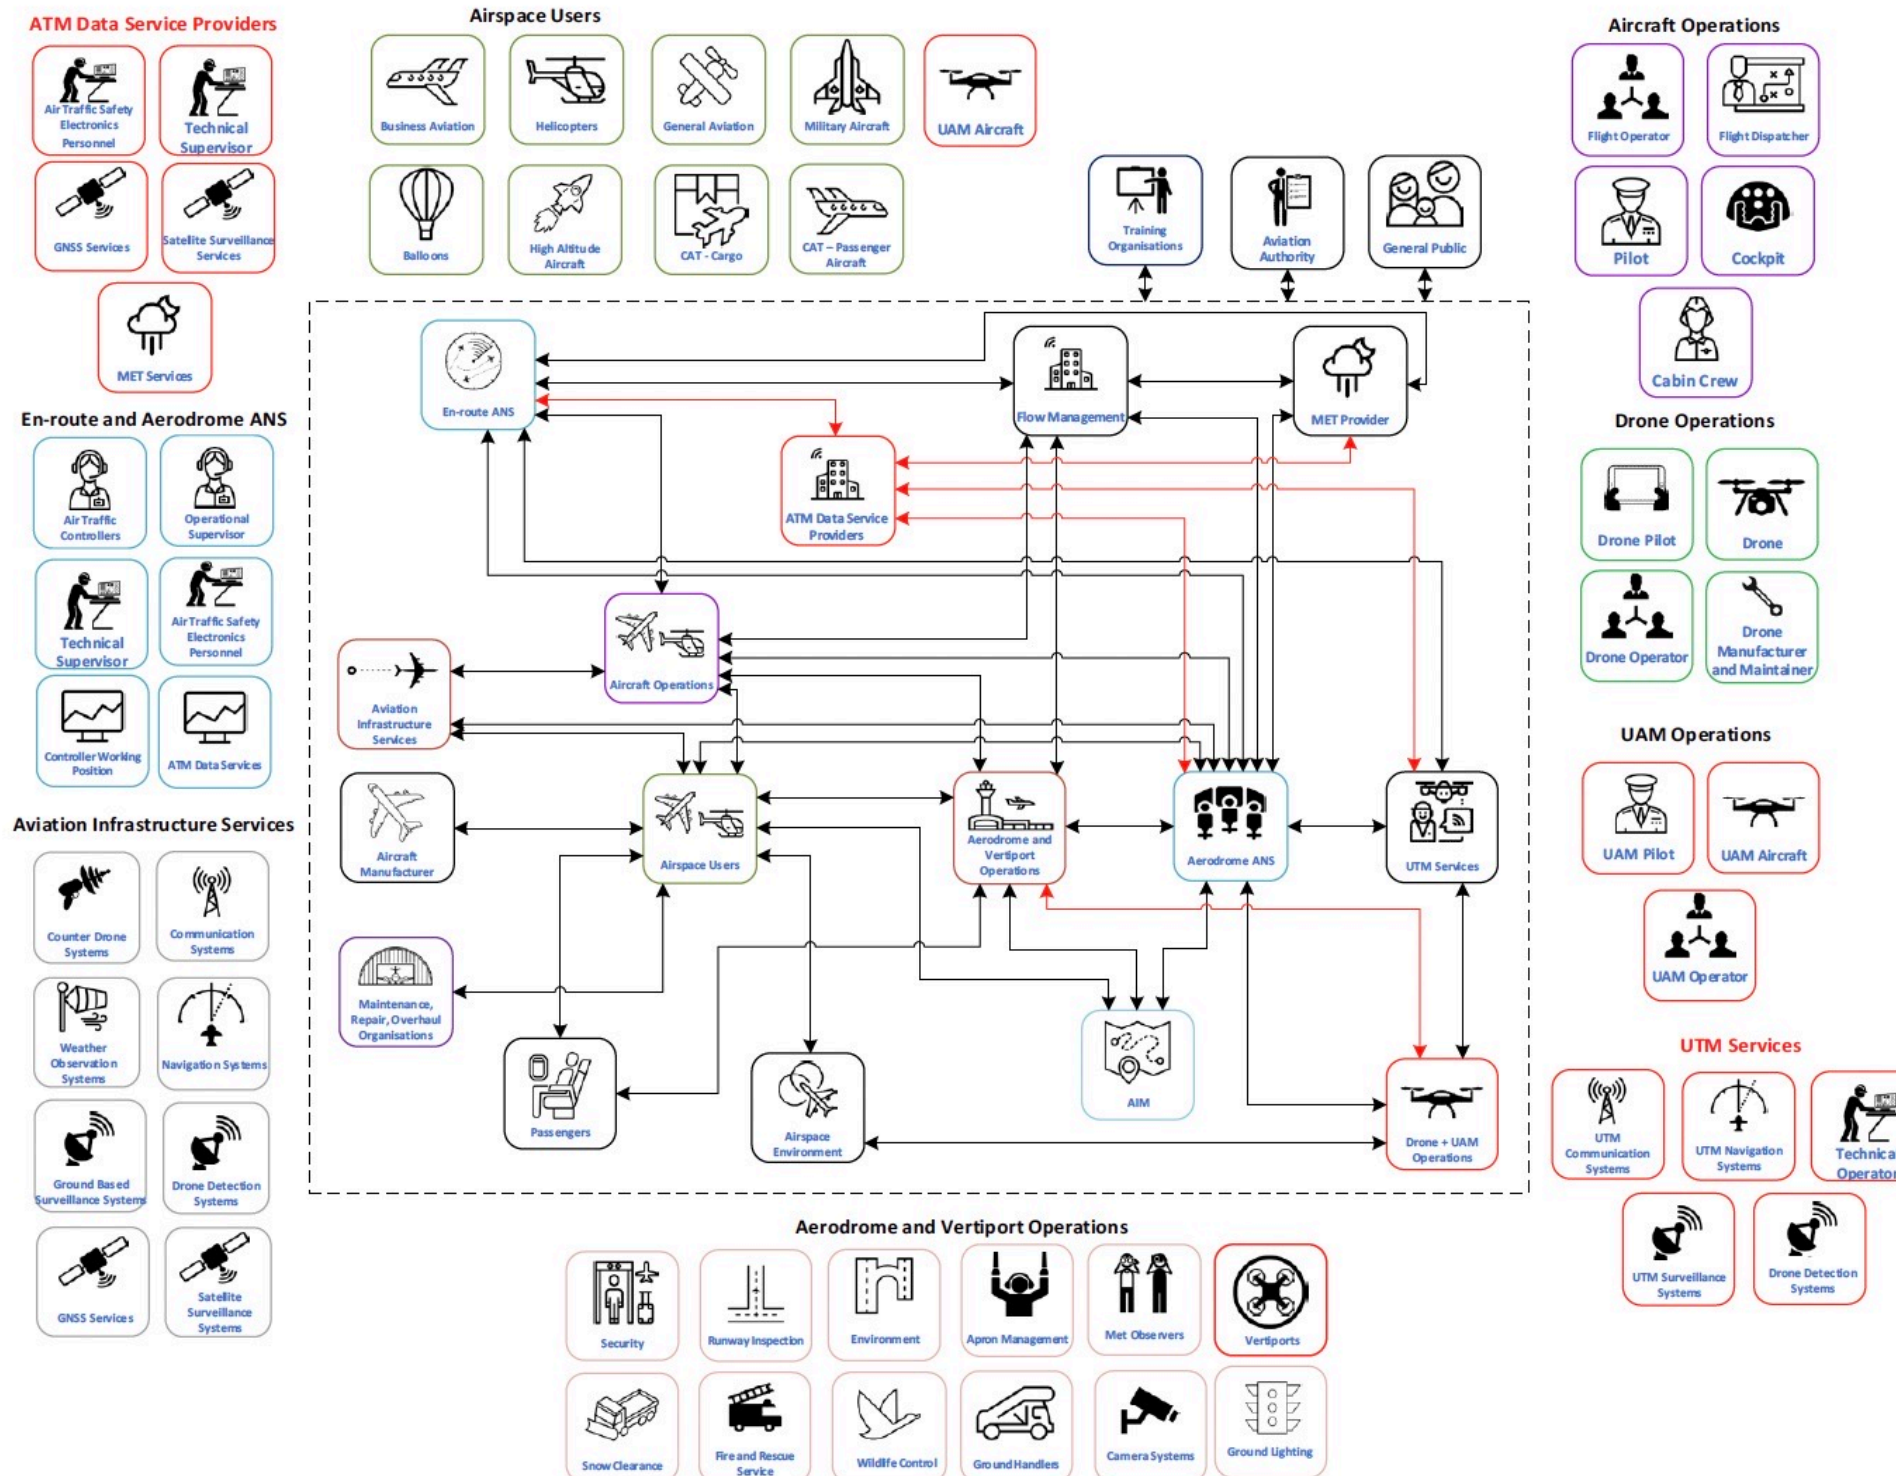 ATM Data Service Providers
Air Traffic Safety
Electronics
Personnel
Technical
Supervisor
GNSS Services
Satellite Surveillance
Services
MET Services
En-route and Aerodrome ANS
Air Traffic
Controllers
Operational
Supervisor
Technical
Supervisor
Air Traffic Safety
Electronics
Personnel
Controller Working
Position
ATM Data Services
Aviation Infrastructure Services
Counter Drone
Systems
Communication
Systems
Weather
Observation
Systems
Navigation Systems
Ground Based
Surveillance Systems
Drone Detection
Systems
GNSS Services
Satellite
Surveillance
Systems
Airspace Users
Business Aviation
Helicopters
General Aviation
Military Aircraft
UAM Aircraft
Balloons
High Altitude
Aircraft
CAT - Cargo
CAT – Passenger
Aircraft
Training
Organisations
Aviation
Authority
General Public
En-route ANS
Flow Management
MET Provider
ATM Data Service
Providers
Aircraft Operations
Aviation
Infrastructure
Services
Aircraft
Manufacturer
Airspace Users
Aerodrome and
Vertiport
Operations
Aerodrome ANS
UTM Services
Maintenance,
Repair, Overhaul
Organisations
Passengers
Airspace
Environment
AIM
Drone + UAM
Operations
Aerodrome and Vertiport Operations
Security
Runway Inspection
Environment
Apron Management
Met Observers
Vertiports
Snow Clearance
Fire and Rescue
Service
Wildlife Control
Ground Handlers
Camera Systems
Ground Lighting
Aircraft Operations
Flight Operator
Flight Dispatcher
Pilot
Cockpit
Cabin Crew
Drone Operations
Drone Pilot
Drone
Drone Operator
Drone
Manufacturer
and Maintainer
UAM Operations
UAM Pilot
UAM Aircraft
UAM Operator
UTM Services
UTM
Communication
Systems
UTM Navigation
Systems
Technica
Operator
UTM Surveillance
Systems
Drone Detection
Systems